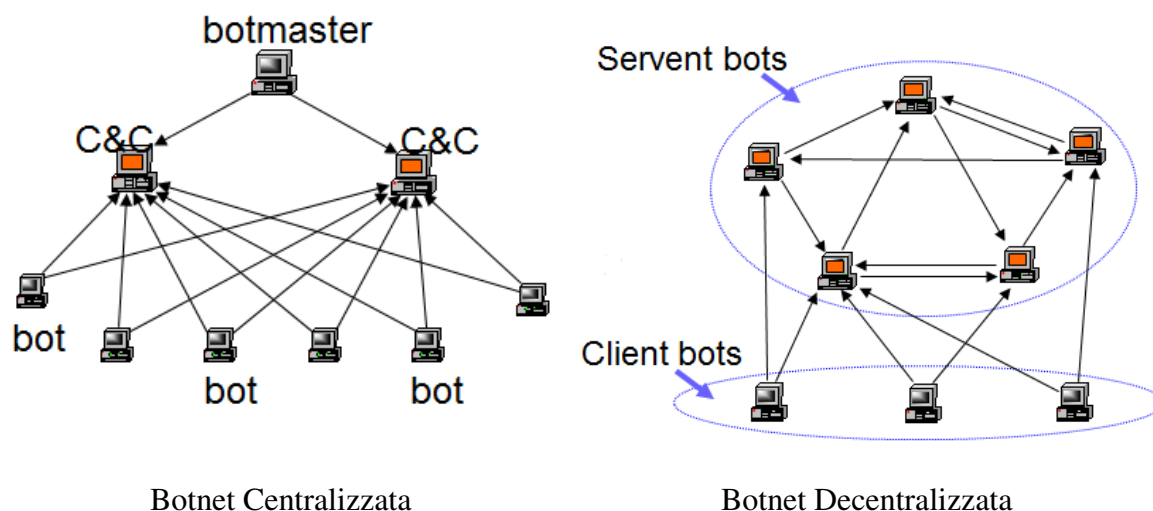 botmaster
C&C
C&C
bot
bot
bot
Servent bots
Client bots
Botnet Centralizzata
Botnet Decentralizzata